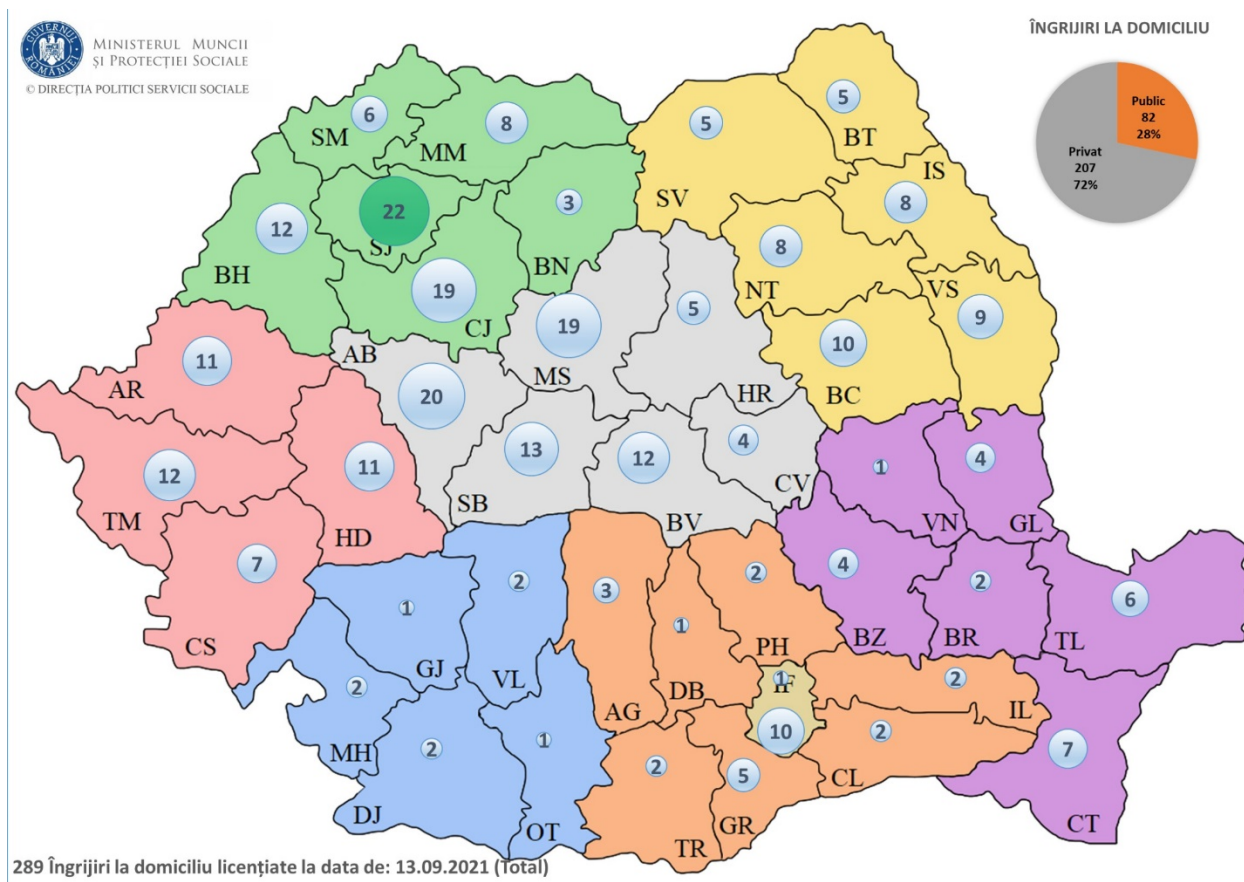 GUVERNUL
ROMÂNIEI
MINISTERUL MUNCII
ȘI PROTECȚIEI SOCIALE
© DIRECȚIA POLITICI SERVICII SOCIALE
ÎNGRIJIRI LA DOMICILIU
Public
82
28%
Privat
207
72%
6
SM
8
MM
5
SV
5
BT
IS
8
22
SJ
3
BN
12
BH
8
NT
VS
9
19
CJ
19
MS
5
HR
10
BC
AB
20
11
AR
13
SB
12
BV
4
CV
1
VN
4
GL
12
TM
11
HD
7
CS
1
GJ
2
VL
3
AG
1
DB
2
PH
4
BZ
2
BR
6
TL
2
MH
2
DJ
1
OT
2
TR
5
GR
1
IF
10
2
IL
2
CL
7
CT
289 Îngrijiri la domiciliu licențiate la data de: 13.09.2021 (Total)